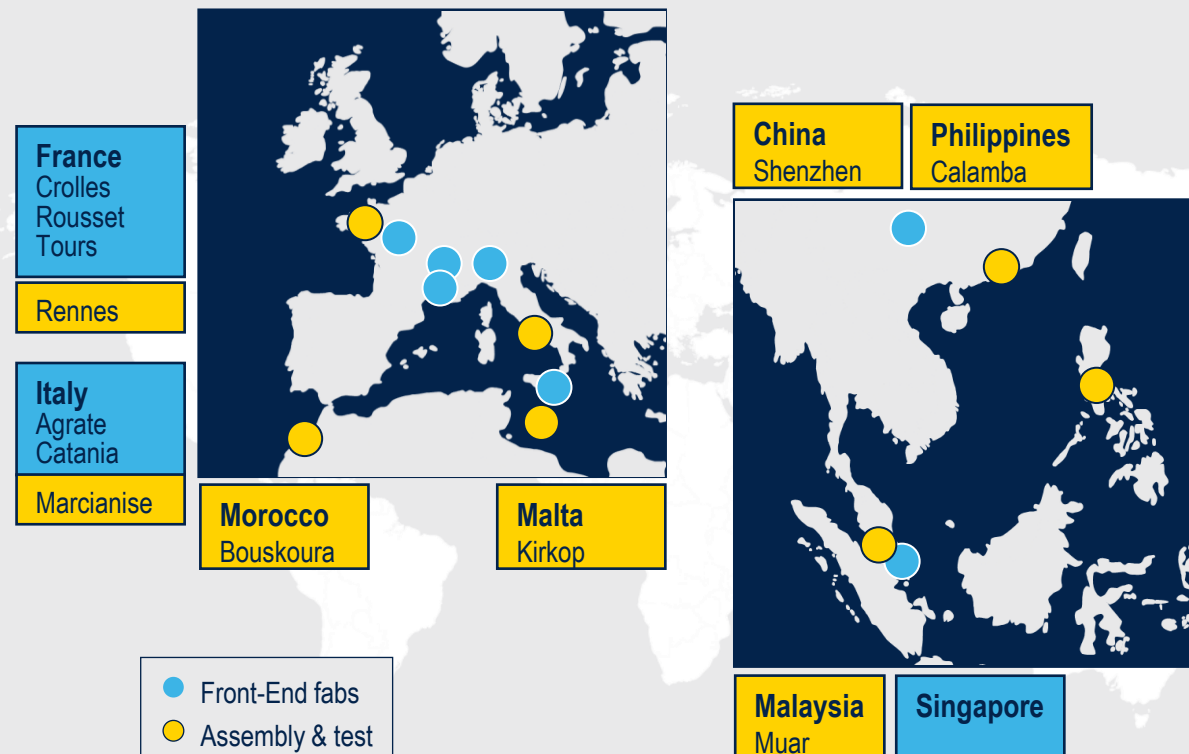 France
Crolles
Rousset
Tours
Rennes
Italy
Agrate
Catania
Marcianise
Morocco
Bouskoura
Malta
Kirkop
China
Shenzhen
Philippines
Calamba
Malaysia
Muar
Singapore
Front-End fabs
Assembly & test